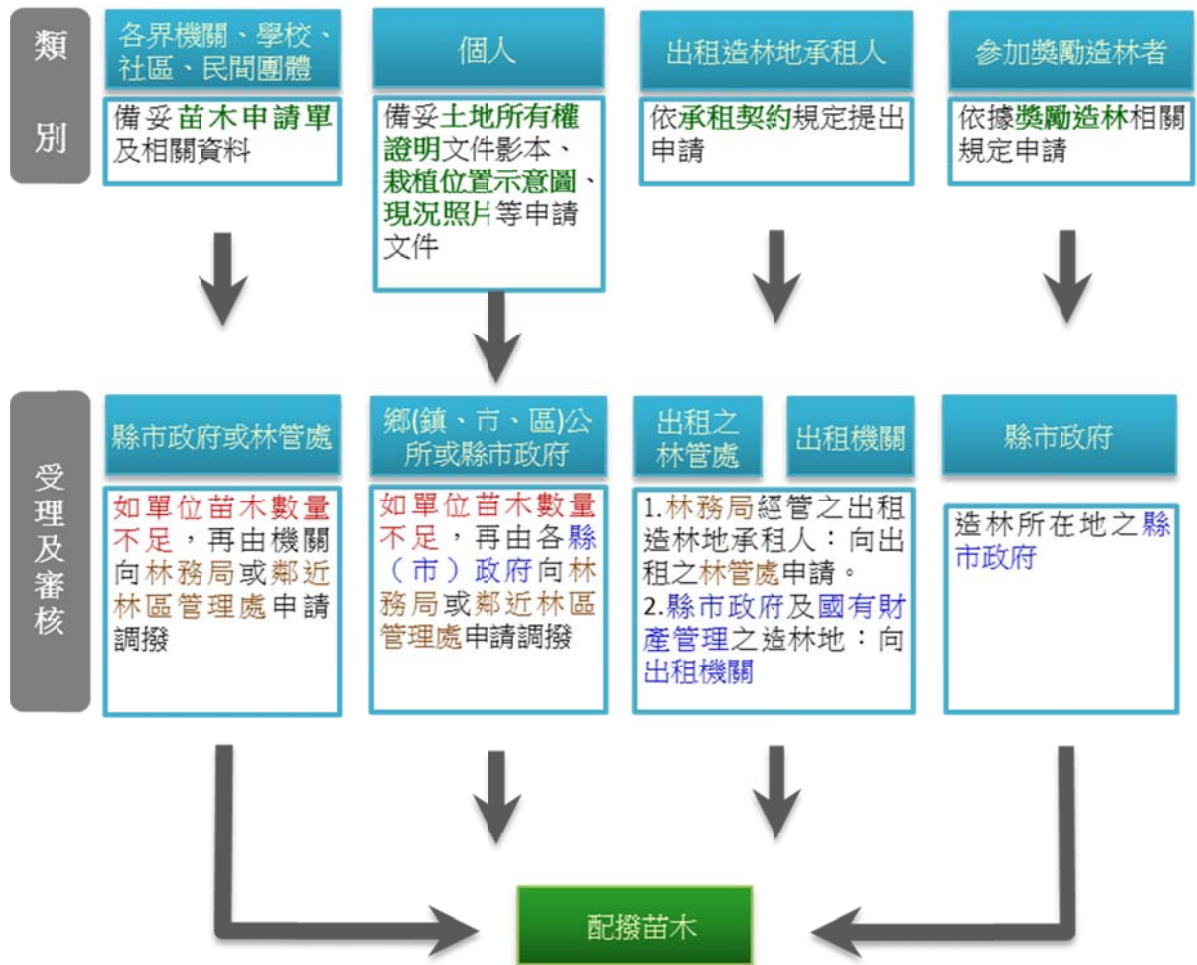 類
別
各界機關、學校、
社區、民間團體
備妥苗木申請單
及相關資料
個人
備妥土地所有權
證明文件影本、
栽植位置示意圖、
現況照片等申請
文件
出租造林地承租人
依承租契約規定提出
申請
參加獎勵造林者
依據獎勵造林相關
規定申請
受理及審核
縣市政府或林管處
如單位苗木數量
不足，再由機關
向林務局或鄰近
林區管理處申請
調撥
鄉(鎮、市、區)公
所或縣市政府
如單位苗木數量
不足，再由各縣
（市）政府向林
務局或鄰近林區
管理處申請調撥
出租之
林管處
出租機關
1.林務局經管之出租
造林地承租人：向出
租之林管處申請。
2.縣市政府及國有財
產管理之造林地：向
出租機關
縣市政府
造林所在地之縣
市政府
配撥苗木